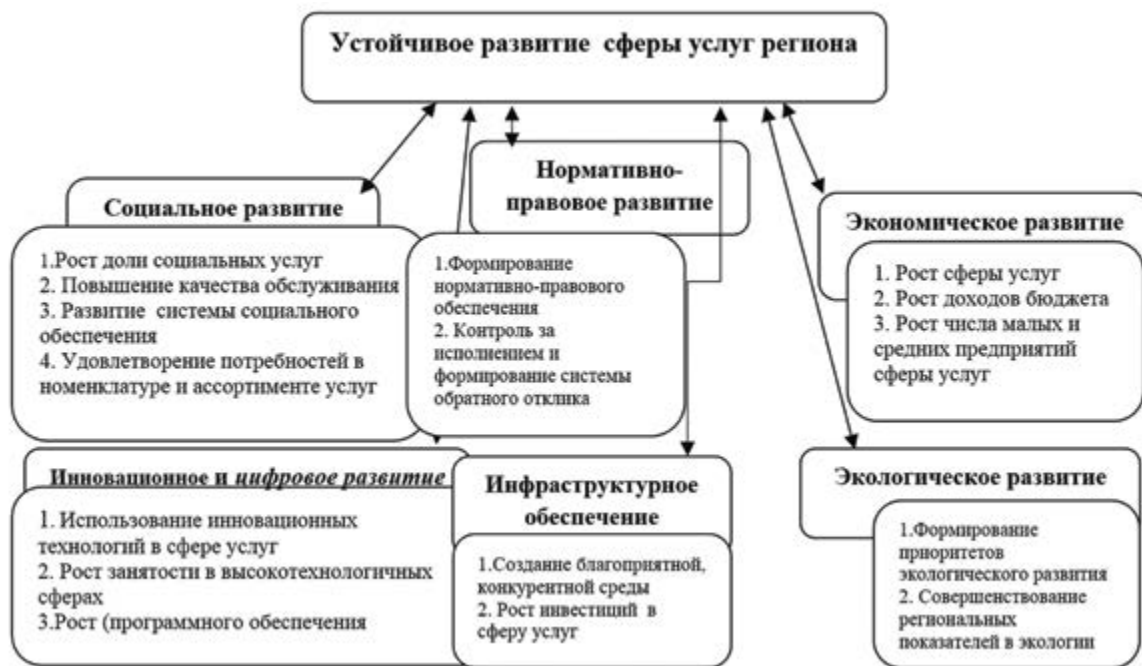 Устойчивое развитие сферы услуг региона
Социальное развитие
1.Рост доли социальных услуг
2. Повышение качества обслуживания
3. Развитие системы социального
обеспечения
4. Удовлетворение потребностей в
номенклатуре и ассортименте услуг
Нормативно-
правовое развитие
1.Формирование
нормативно-правового
обеспечения
2. Контроль за
исполнением и
формирование системы
обратного отклика
Экономическое развитие
1. Рост сферы услуг
2. Рост доходов бюджета
3. Рост числа малых и
средних предприятий
сферы услуг
Инновационное и цифровое развитие
1. Использование инновационных
технологий в сфере услуг
2. Рост занятости в высокотехнологичных
сферах
3.Рост (программного обеспечения
Инфраструктурное
обеспечение
1.Создание благоприятной,
конкурентной среды
2. Рост инвестиций в
сферу услуг
Экологическое развитие
1.Формирование
приоритетов
экологического развития
2. Совершенствование
региональных
показателей в экологии